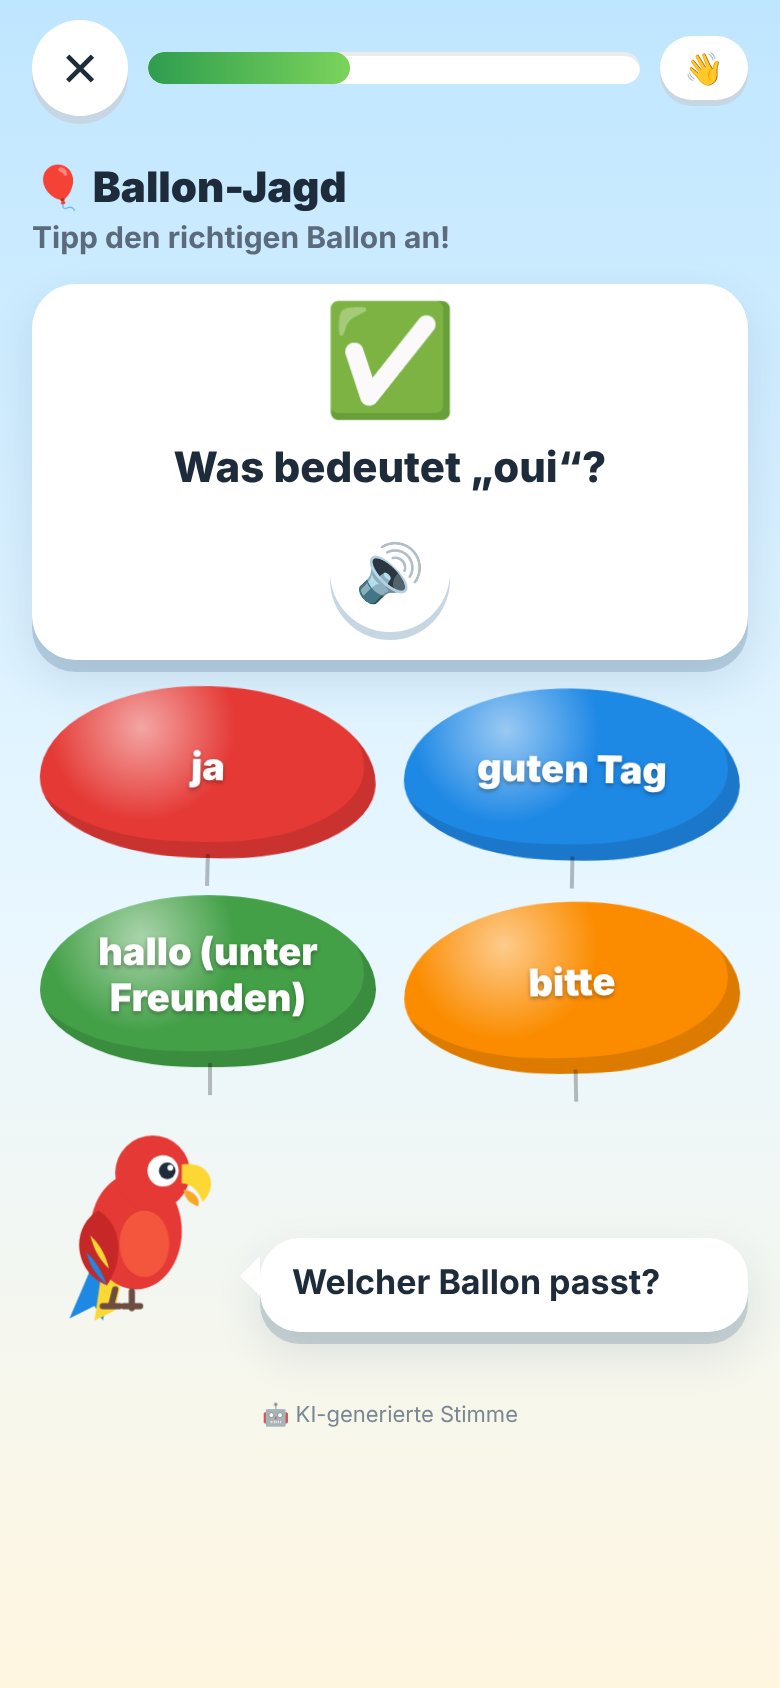 Ballon-Jagd
Tipp den richtigen Ballon an!
Was bedeutet „oui“?
ja
guten Tag
hallo (unter
Freunden)
bitte
Welcher Ballon passt?
KI-generierte Stimme